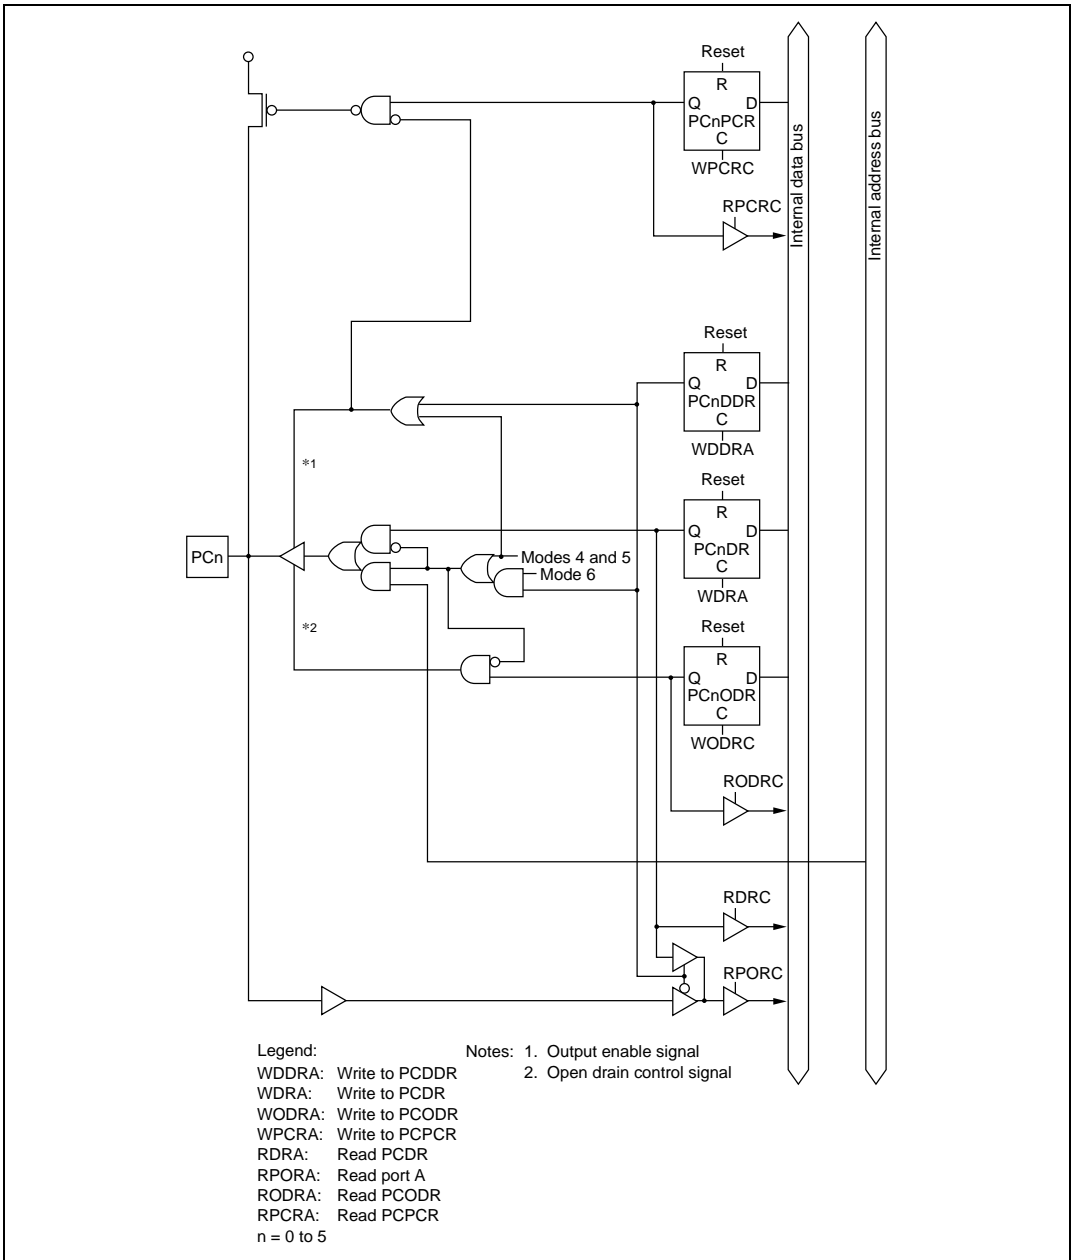 Reset
R
Q D
PCnPCR
C
WPCRC
RPCRC
Internal data bus
Internal address bus
Reset
R
Q D
PCnDDR
C
WDDRA
*1
Reset
R
Q D
PCnDR
C
WDRA
PCn
Modes 4 and 5
Mode 6
*2
Reset
R
Q D
PCnODR
C
WODRC
RODRC
RDRC
RPORC
Legend:
WDDRA: Write to PCDDR
WDRA: Write to PCDR
WODRA: Write to PCODR
WPCRA: Write to PCPCR
RDRA: Read PCDR
RPORA: Read port A
RODRA: Read PCODR
RPCRA: Read PCPCR
n = 0 to 5
Notes: 1. Output enable signal
2. Open drain control signal